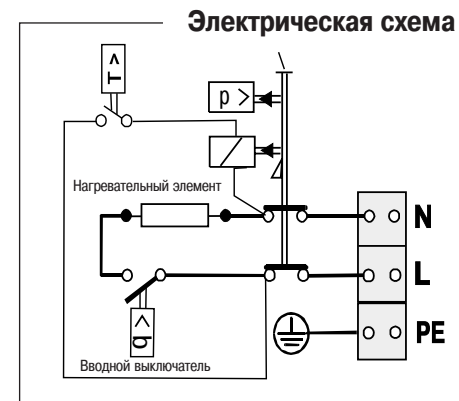 Электрическая схема
T >
p >
Нагревательный элемент
N
L
PE
q >
Вводной выключатель